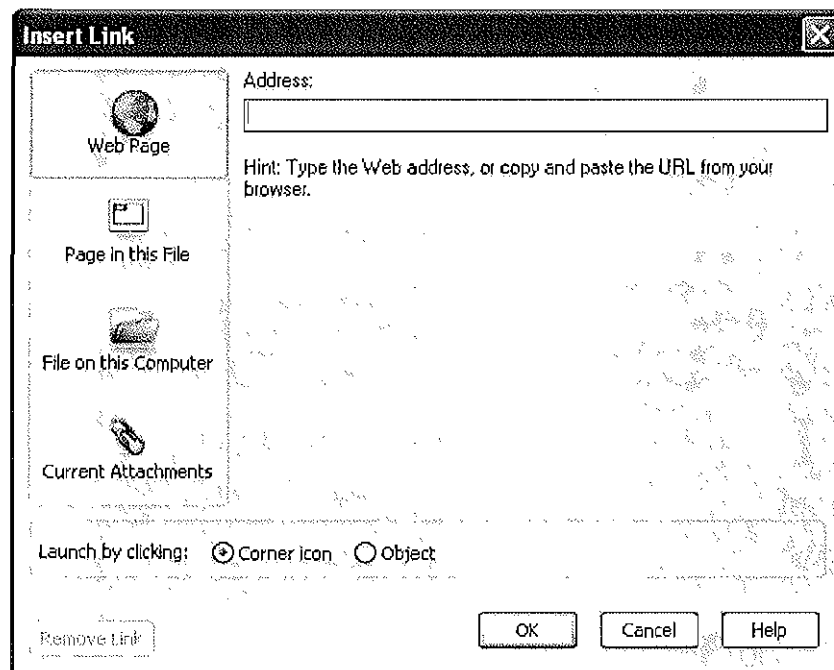 Insert Link
Web Page
Page in this File
File on this Computer
Current Attachments
Address:
Hint: Type the Web address, or copy and paste the URL from your
browser.
Launch by clicking: Corner icon Object
Remove Link
OK Cancel Help